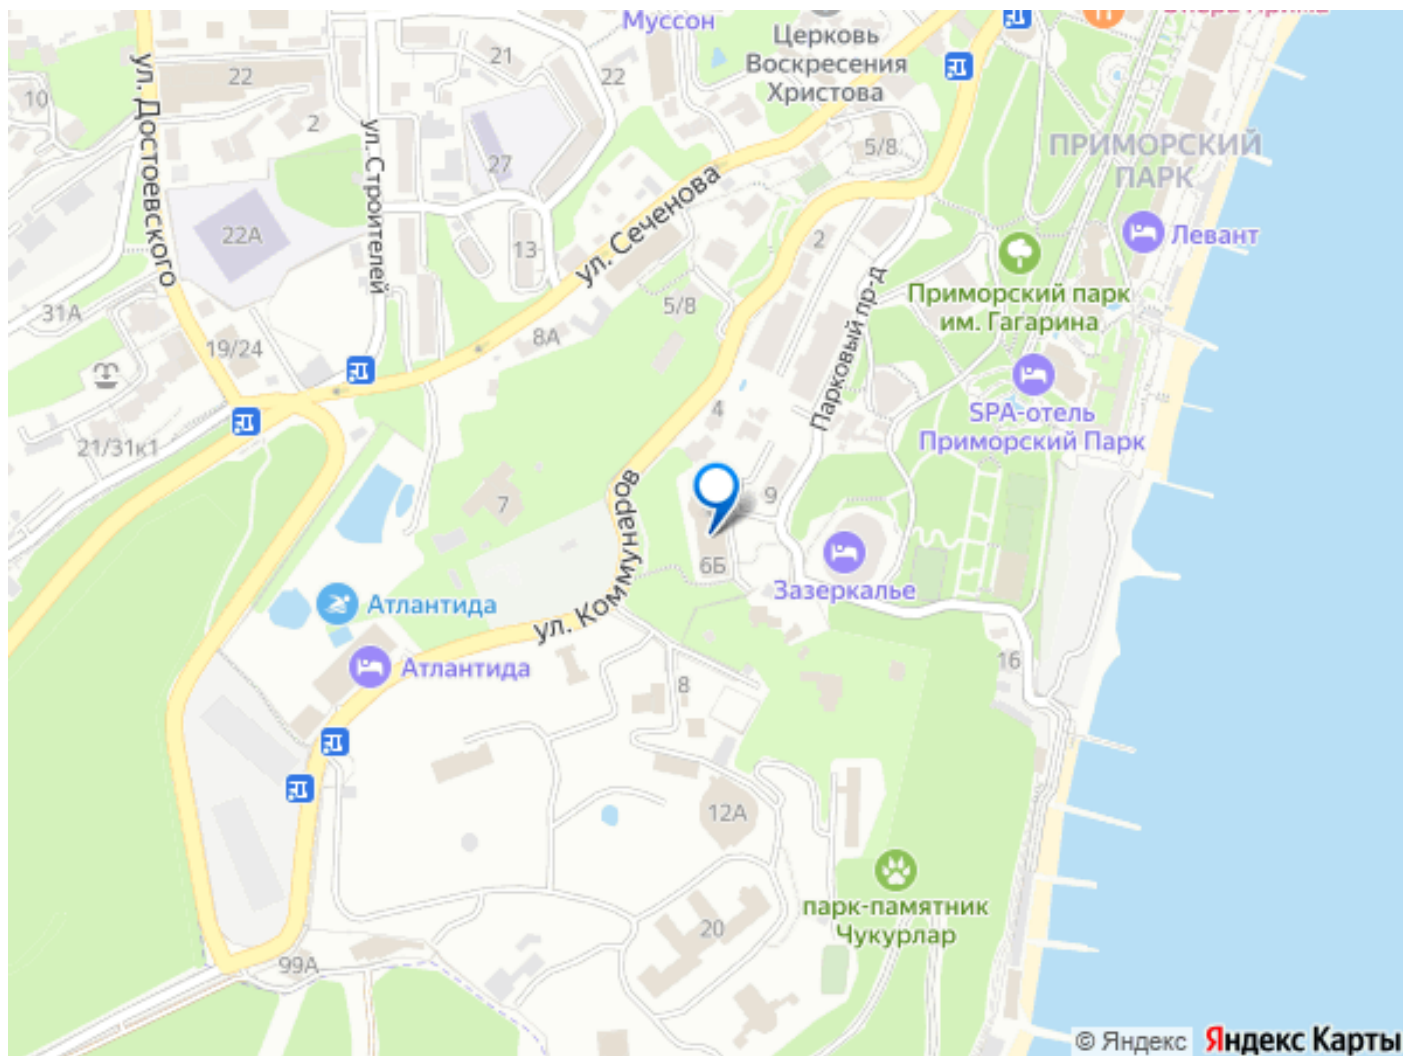 Муссон
Церковь
Воскресения
Христова
ул. Достоевского
22
10
2
21
22
27
ул. Строителей
5/8
ПРИМОРСКИЙ
ПАРК
ул. Сеченова
22А
13
2
Левант
Приморский парк
им. Гагарина
31А
19/24
8А
5/8
Парковый пр-д
SPA-отель
Приморский Парк
4
21/31к1
7
9
ул. Коммунаров
6Б
Зазеркалье
Атлантида
Атлантида
8
16
12А
парк-памятник
Чукурлар
20
99А
© Яндекс Яндекс Карты